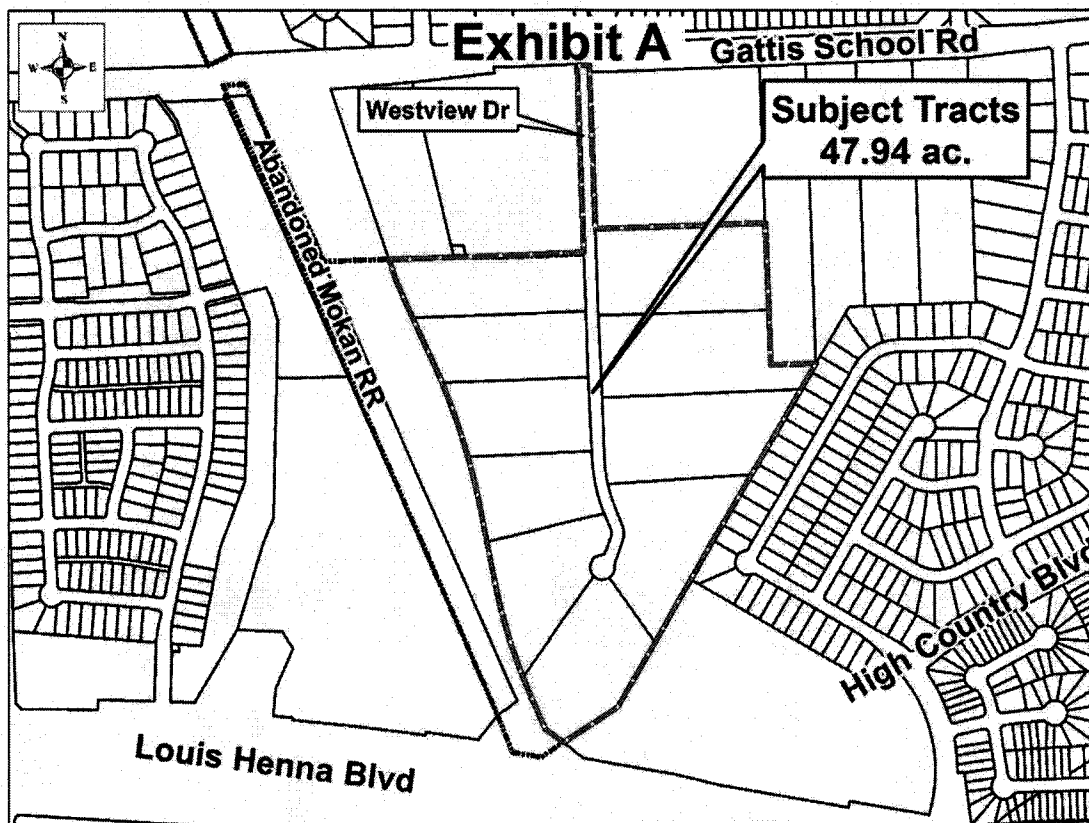 Exhibit A
Gattis School Rd
N
W E
S
Westview Dr
Subject Tracts
47.94 ac.
Abandoned Mokan RR
High Country Blvd
Louis Henna Blvd